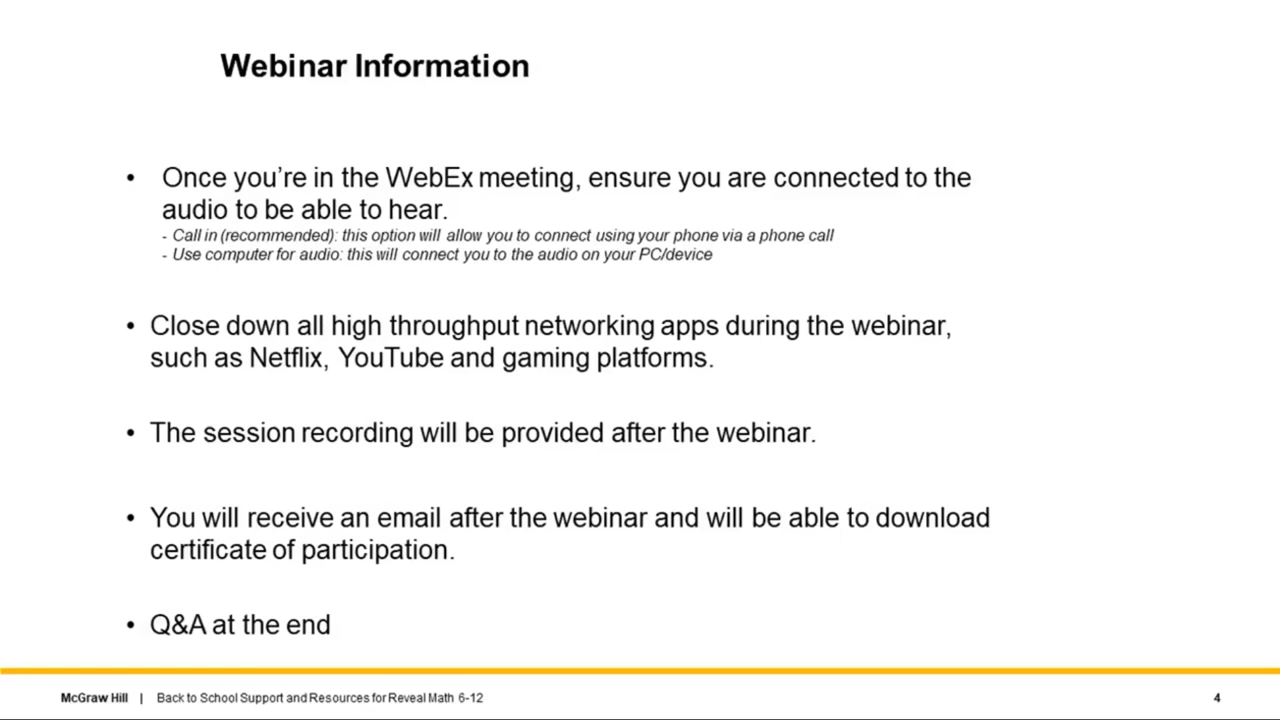 Webinar Information
• Once you’re in the WebEx meeting, ensure you are connected to the
audio to be able to hear.
- Call in (recommended): this option will allow you to connect using your phone via a phone call
- Use computer for audio: this will connect you to the audio on your PC/device
• Close down all high throughput networking apps during the webinar,
such as Netflix, YouTube and gaming platforms.
• The session recording will be provided after the webinar.
• You will receive an email after the webinar and will be able to download
certificate of participation.
• Q&A at the end
McGraw Hill | Back to School Support and Resources for Reveal Math 6-12 4